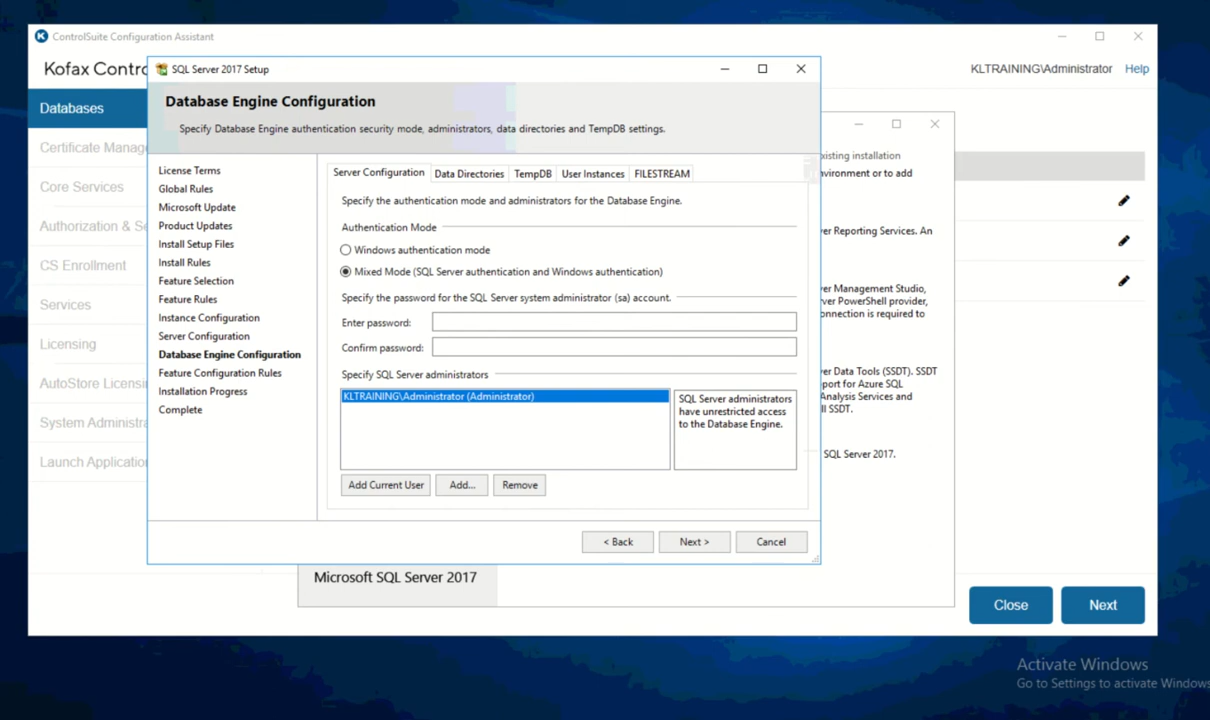 ControlSuite Configuration Assistant
Kofax Contro
KLTRAINING\Administrator
Help
Databases
Certificate Manag
Core Services
Authorization & Se
CS Enrollment
Services
Licensing
AutoStore Licensi
System Administra
Launch Application
SQL Server 2017 Setup
Database Engine Configuration
Specify Database Engine authentication security mode, administrators, data directories and TempDB settings.
License Terms
Global Rules
Microsoft Update
Product Updates
Install Setup Files
Install Rules
Feature Selection
Feature Rules
Instance Configuration
Server Configuration
Database Engine Configuration
Feature Configuration Rules
Installation Progress
Complete
Server Configuration
Data Directories
TempDB
User Instances
FILESTREAM
Specify the authentication mode and administrators for the Database Engine.
Authentication Mode
Windows authentication mode
Mixed Mode (SQL Server authentication and Windows authentication)
Specify the password for the SQL Server system administrator (sa) account.
Enter password:
Confirm password:
Specify SQL Server administrators
KLTRAINING\Administrator (Administrator)
SQL Server administrators
have unrestricted access
to the Database Engine.
Add Current User
Add...
Remove
< Back
Next >
Cancel
xisting installation
nvironment or to add
er Reporting Services. An
er Management Studio,
ver PowerShell provider,
onnection is required to
er Data Tools (SSDT). SSDT
port for Azure SQL
Analysis Services and
ll SSDT.
SQL Server 2017.
Microsoft SQL Server 2017
Close
Next
Activate Windows
Go to Settings to activate Windows